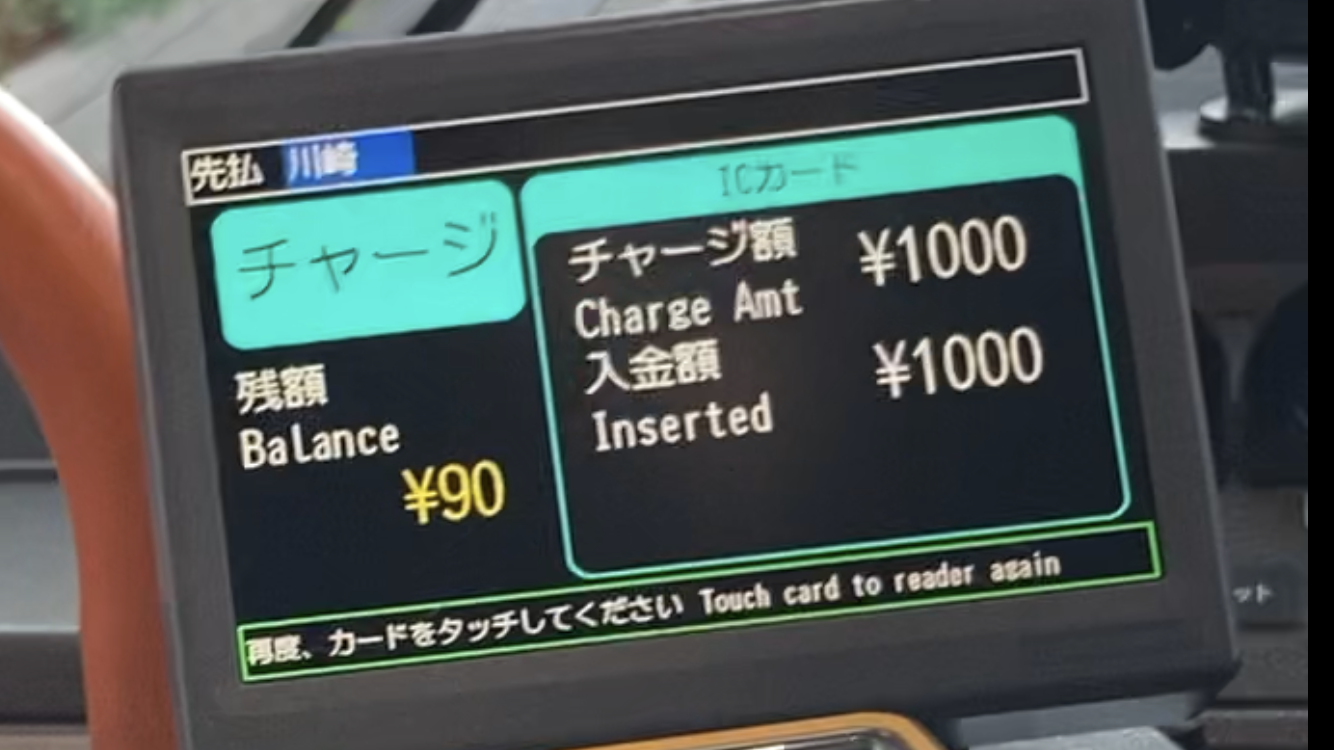 先払 川崎
チャージ
ICカード
チャージ額 ¥1000
Charge Amt
入金額 ¥1000
Inserted
残額
Balance
¥90
再度、カードをタッチしてください Touch card to reader again
ット